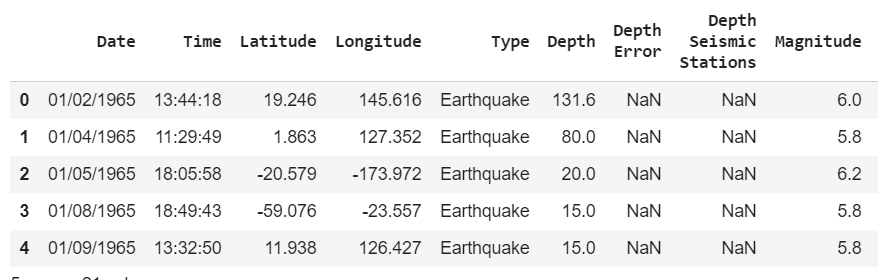 Date Time Latitude Longitude Type Depth Depth Error Depth Seismic Stations Magnitude
0 01/02/1965 13:44:18 19.246 145.616 Earthquake 131.6 NaN NaN 6.0
1 01/04/1965 11:29:49 1.863 127.352 Earthquake 80.0 NaN NaN 5.8
2 01/05/1965 18:05:58 -20.579 -173.972 Earthquake 20.0 NaN NaN 6.2
3 01/08/1965 18:49:43 -59.076 -23.557 Earthquake 15.0 NaN NaN 5.8
4 01/09/1965 13:32:50 11.938 126.427 Earthquake 15.0 NaN NaN 5.8